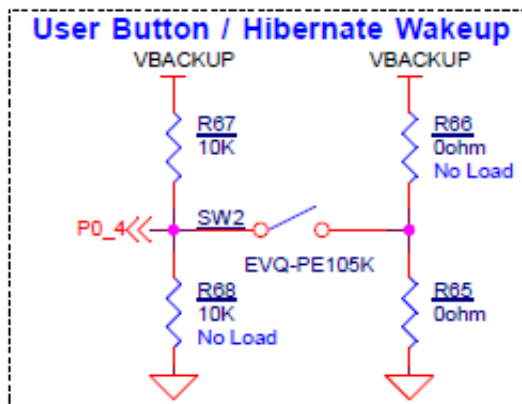 User Button / Hibernate Wakeup
VBACKUP
VBACKUP
R67
10K
R66
0ohm
No Load
P0_4
SW2
EVQ-PE105K
R68
10K
No Load
R65
0ohm